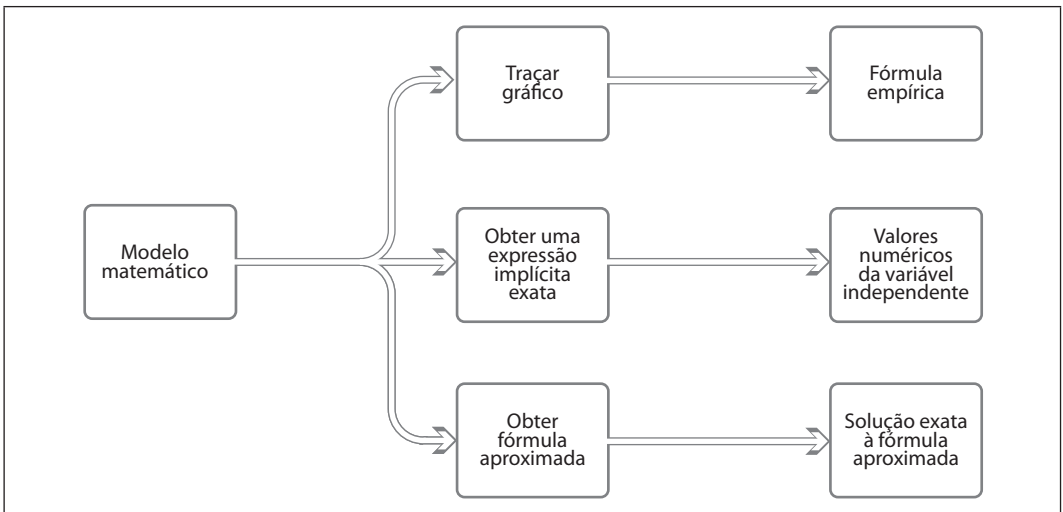 Modelo
matemático
Traçar
gráfico
Fórmula
empírica
Obter uma
expressão
implícita
exata
Valores
numéricos
da variável
independente
Obter
fórmula
aproximada
Solução exata
à fórmula
aproximada